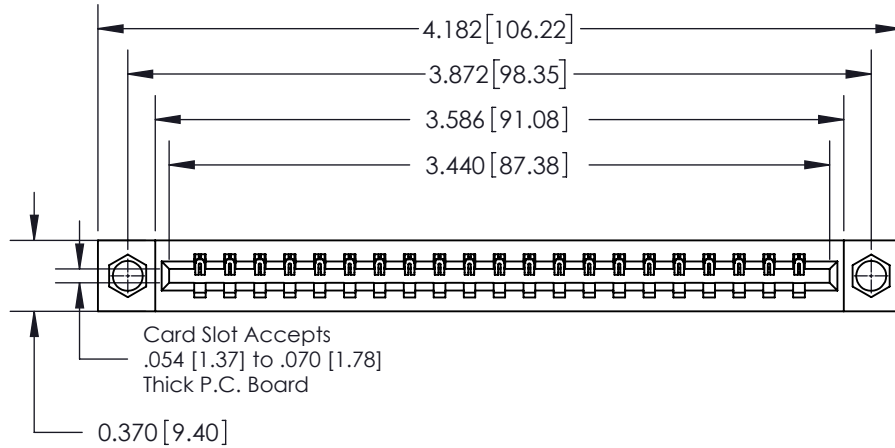 4.182[106.22]
3.872[98.35]
3.586[91.08]
3.440[87.38]
Card Slot Accepts
.054 [1.37] to .070 [1.78]
Thick P.C. Board
0.370[9.40]